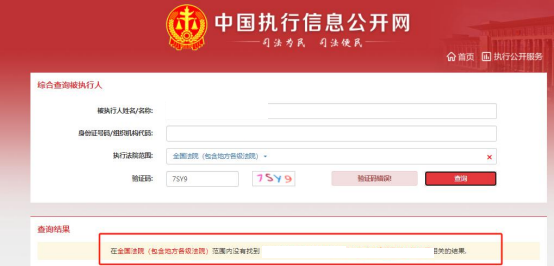 中国执行信息公开网
司法为民 司法便民
首页 执行公开服务
综合查询被执行人
被执行人姓名/名称:
身份证号码/组织机构代码:
执行法院范围: 全国法院（包含地方各级法院） ×
验证码: 7SY9 7SY9 验证码错误! 查询
查询结果
在全国法院（包含地方各级法院）范围内没有找到 相关的结果.